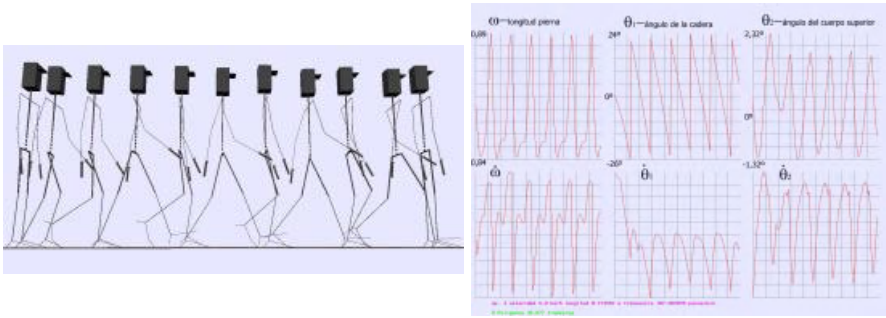 ω—longitud pierna
θ₁—ángulo de la cadera
θ₂—ángulo del cuerpo superior
0,89
24º
2,32º
0º
0º
0,84
-26º
-1,32º
ω̇
θ̇₁
θ̇₂